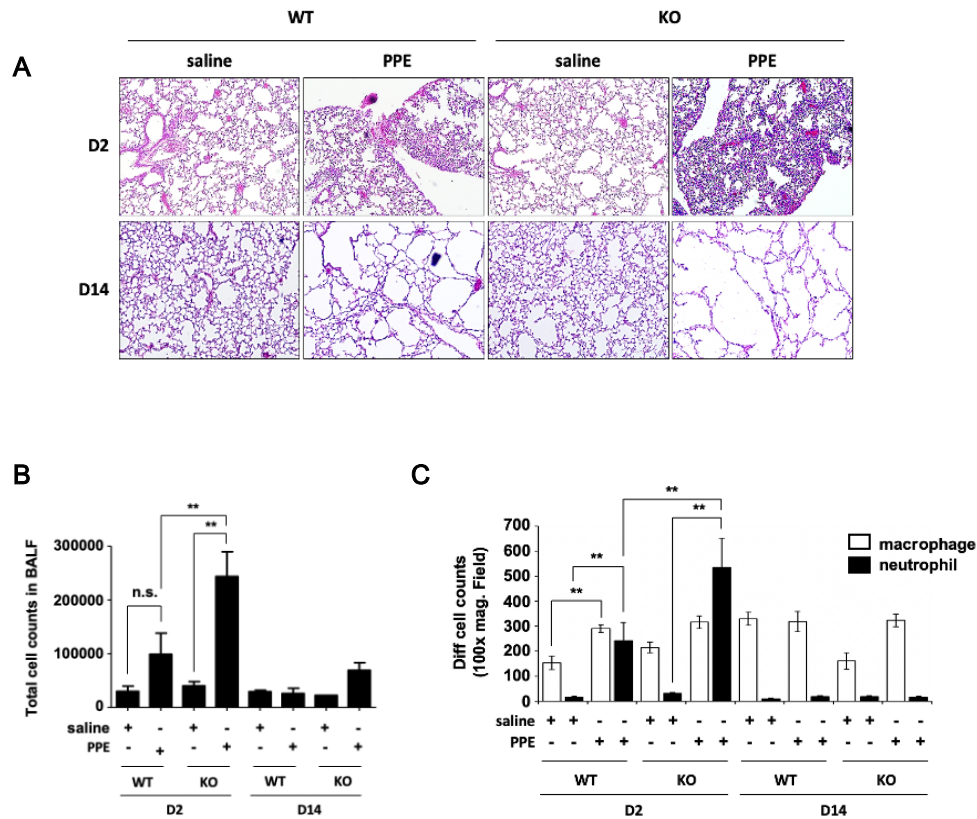 WT KO
A saline PPE saline PPE
D2
D14
B
Total cell counts in BALF
300000
200000
100000
0
n.s.
**
**
saline + - + - + - + -
PPE - + - + - + - +
WT KO WT KO
D2 D14
C
Diff cell counts
(100x mag. Field)
700
600
500
400
300
200
100
0
**
**
**
**
macrophage
neutrophil
saline + + - - + + - - + + - - + + - -
PPE - - + + - - + + - - + + - - + +
WT KO WT KO
D2 D14